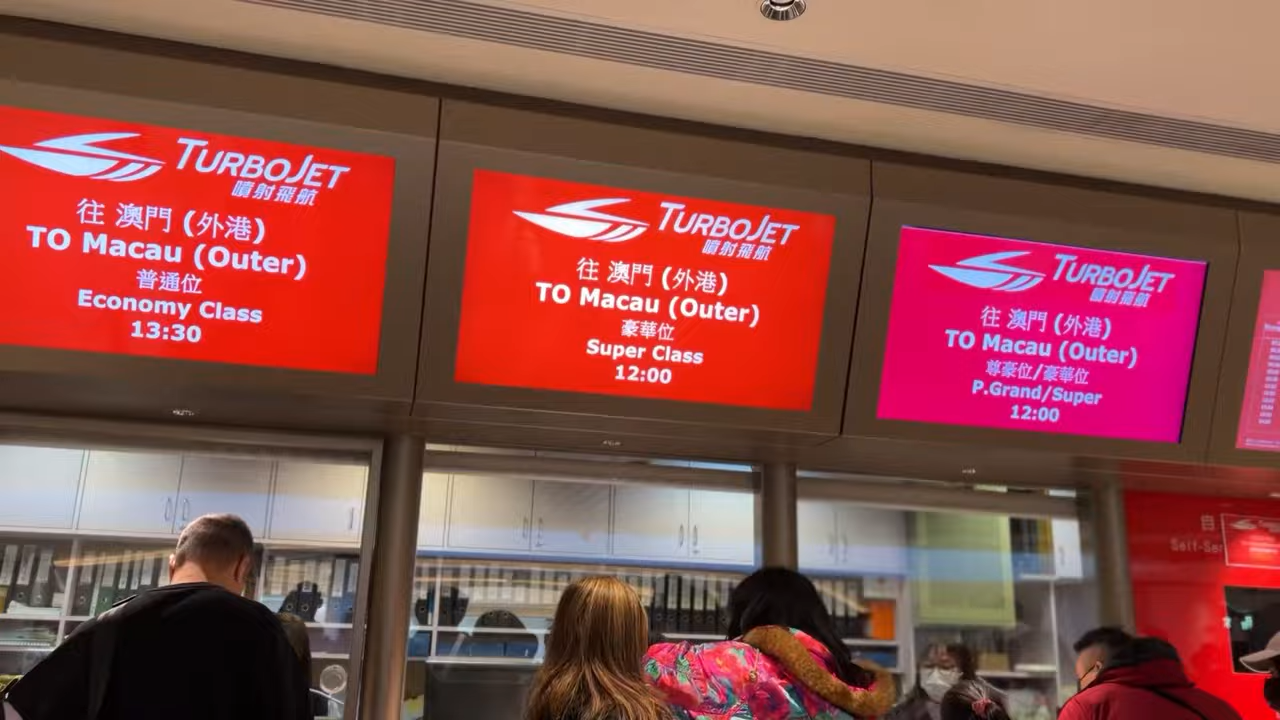 TURBOJET
噴射飛航
往 澳門 (外港)
TO Macau (Outer)
普通位
Economy Class
13:30
TURBOJET
噴射飛航
往 澳門 (外港)
TO Macau (Outer)
豪華位
Super Class
12:00
TURBOJET
噴射飛航
往 澳門 (外港)
TO Macau (Outer)
尊豪位/豪華位
P.Grand/Super
12:00
自
Self-Ser